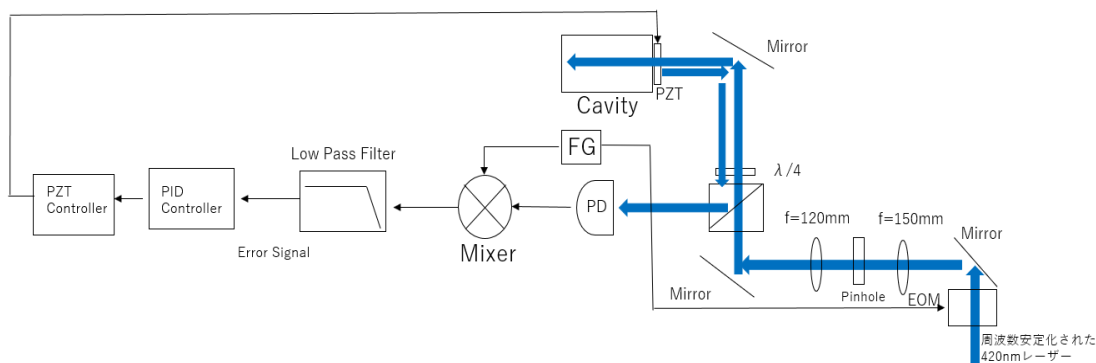 Mirror
PZT
Cavity
FG
Low Pass Filter
λ/4
PZT
Controller
PID
Controller
PD
f=120mm
f=150mm
Mirror
Error Signal
Mixer
Mirror
Pinhole
EOM
周波数安定化された
420nmレーザー